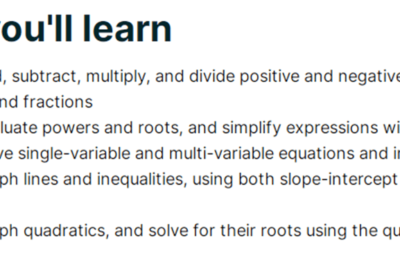 you'll learn
, subtract, multiply, and divide positive and negative
and fractions
luate powers and roots, and simplify expressions wi
ve single-variable and multi-variable equations and i
ph lines and inequalities, using both slope-intercept
ph quadratics, and solve for their roots using the qu